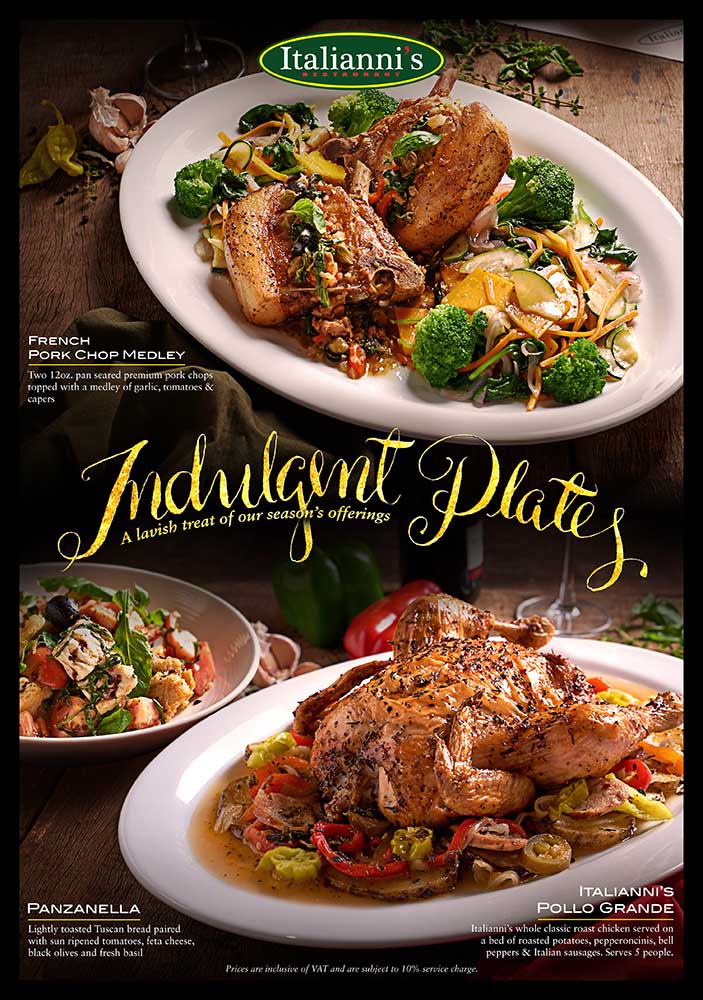 Italianni's
RESTAURANT
FRENCH
PORK CHOP MEDLEY
Two 12oz. pan seared premium pork chops
topped with a medley of garlic, tomatoes &
capers
Indulgent Plates
A lavish treat of our season's offerings
PANZANELLA
Lightly toasted Tuscan bread paired
with sun ripened tomatoes, feta cheese,
black olives and fresh basil
ITALIANNI'S
POLLO GRANDE
Italianni's whole classic roast chicken served on
a bed of roasted potatoes, pepperoncinis, bell
peppers & Italian sausages. Serves 5 people.
Prices are inclusive of VAT and are subject to 10% service charge.